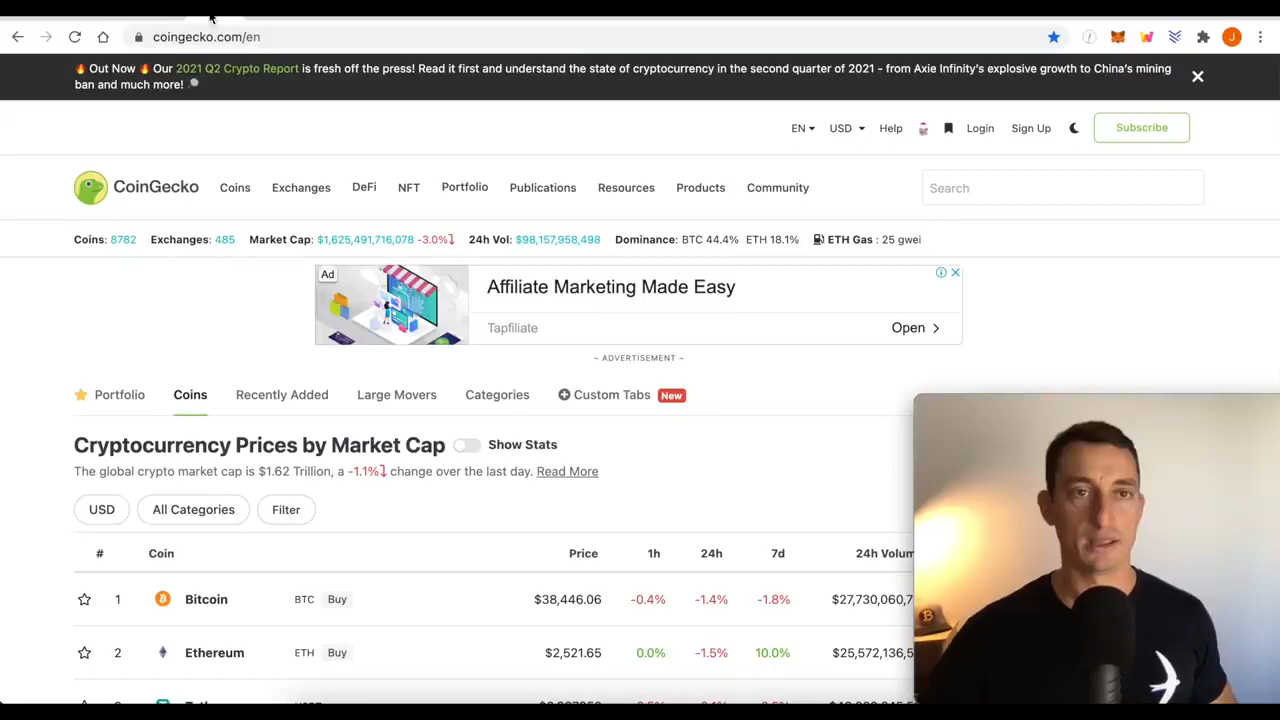 coingecko.com/en
J
🔥 Out Now 🔥 Our 2021 Q2 Crypto Report is fresh off the press! Read it first and understand the state of cryptocurrency in the second quarter of 2021 - from Axie Infinity's explosive growth to China's mining
ban and much more! 🔎
EN USD Help Login Sign Up Subscribe
CoinGecko Coins Exchanges DeFi NFT Portfolio Publications Resources Products Community Search
Coins: 8782 Exchanges: 485 Market Cap: $1,625,491,716,078 -3.0% 24h Vol: $98,157,958,498 Dominance: BTC 44.4% ETH 18.1% ETH Gas : 25 gwei
Ad
Affiliate Marketing Made Easy
Tapfiliate Open
~ ADVERTISEMENT ~
Portfolio Coins Recently Added Large Movers Categories Custom Tabs New
Cryptocurrency Prices by Market Cap Show Stats
The global crypto market cap is $1.62 Trillion, a -1.1% change over the last day. Read More
USD All Categories Filter
# Coin Price 1h 24h 7d 24h Volum
1 Bitcoin BTC Buy $38,446.06 -0.4% -1.4% -1.8% $27,730,060,7
2 Ethereum ETH Buy $2,521.65 0.0% -1.5% 10.0% $25,572,136,5